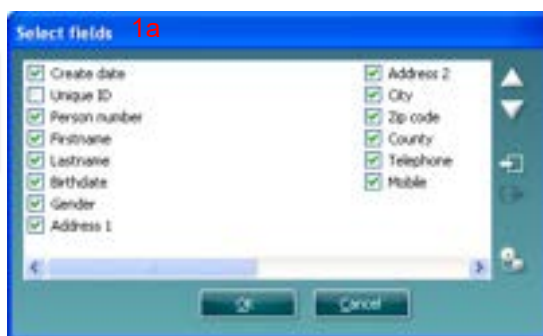 Select fields 1a
Create date
Unique ID
Person number
Firstname
Lastname
Birthdate
Gender
Address 1
Address 2
City
Zip code
County
Telephone
Mobile
OK Cancel